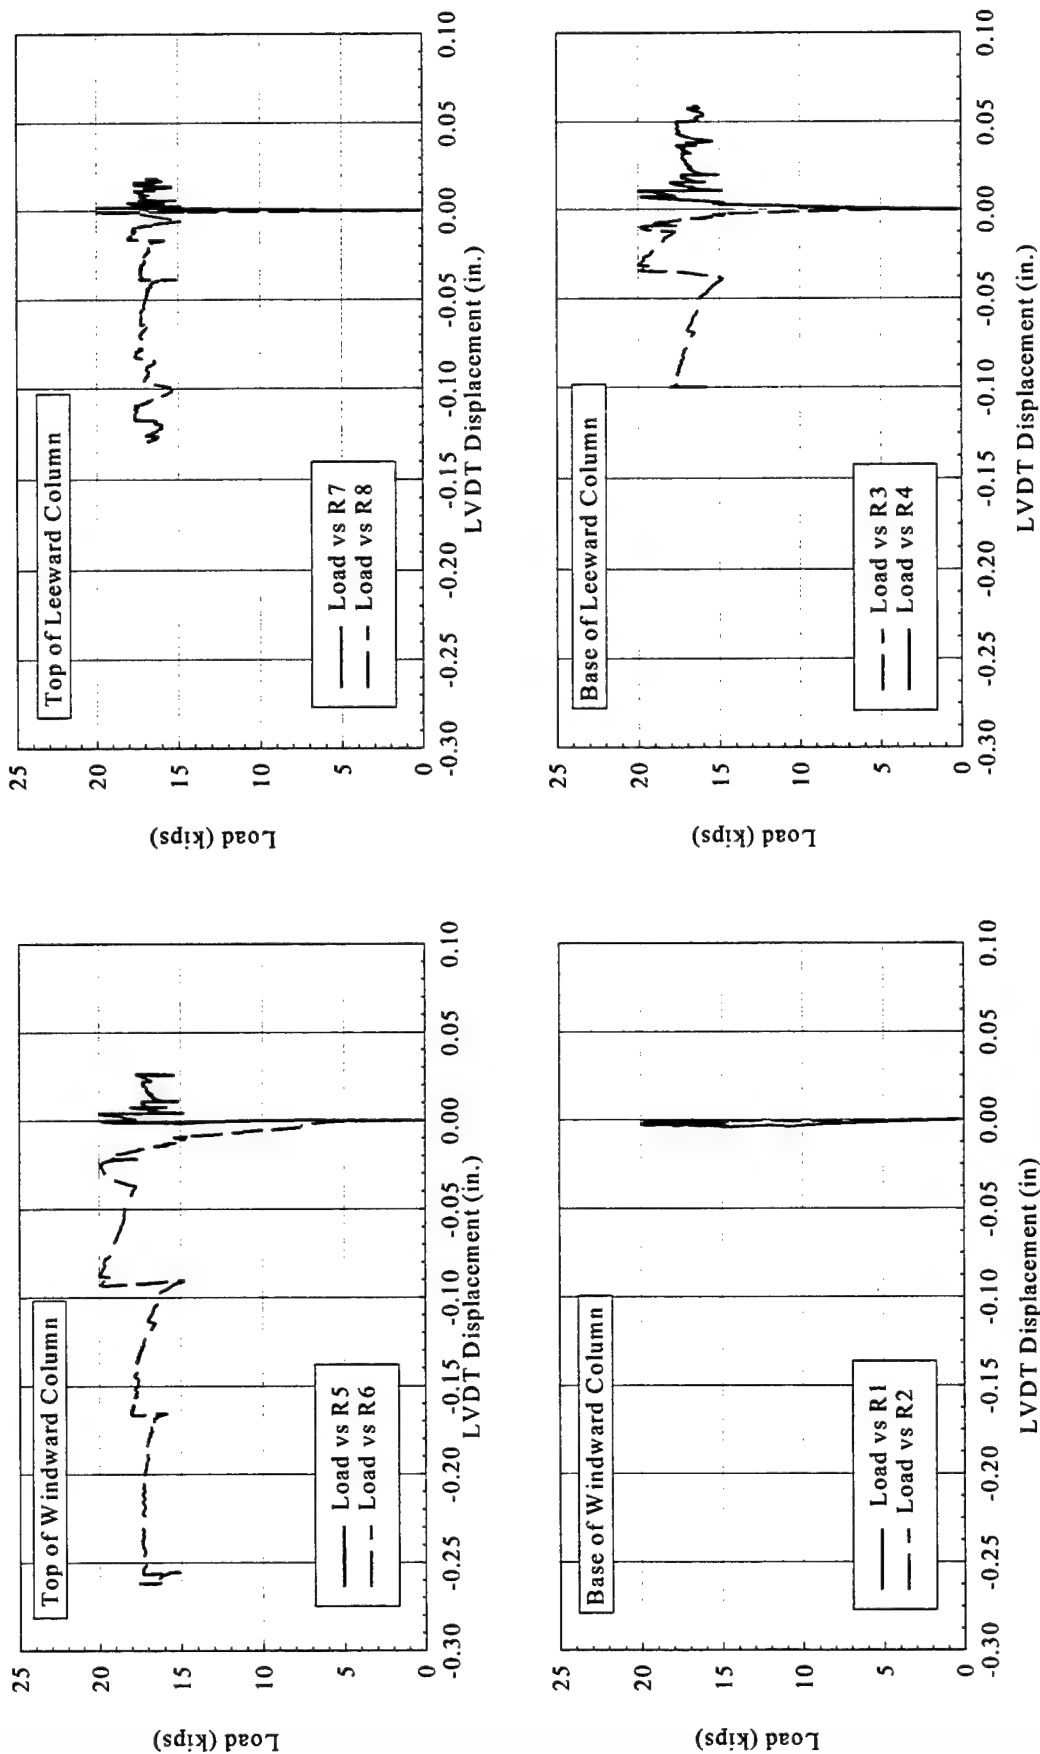 Top of Windward Column
Load (kips)
25
20
15
10
5
0
Load vs R5
Load vs R6
-0.30 -0.25 -0.20 -0.15 -0.10 -0.05 0.00 0.05 0.10
LVDT Displacement (in.)
Top of Leeward Column
Load (kips)
25
20
15
10
5
0
Load vs R7
Load vs R8
-0.30 -0.25 -0.20 -0.15 -0.10 -0.05 0.00 0.05 0.10
LVDT Displacement (in.)
Base of Windward Column
Load (kips)
25
20
15
10
5
0
Load vs R1
Load vs R2
-0.30 -0.25 -0.20 -0.15 -0.10 -0.05 0.00 0.05 0.10
LVDT Displacement (in)
Base of Leeward Column
Load (kips)
25
20
15
10
5
0
Load vs R3
Load vs R4
-0.30 -0.25 -0.20 -0.15 -0.10 -0.05 0.00 0.05 0.10
LVDT Displacement (in.)